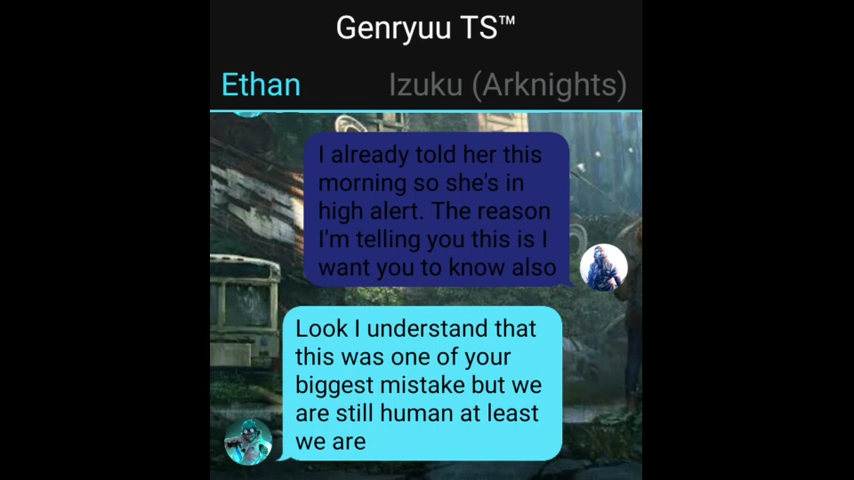 Genryuu TS™
Ethan
Izuku (Arknights)
I already told her this
morning so she's in
high alert. The reason
I'm telling you this is I
want you to know also
Look I understand that
this was one of your
biggest mistake but we
are still human at least
we are